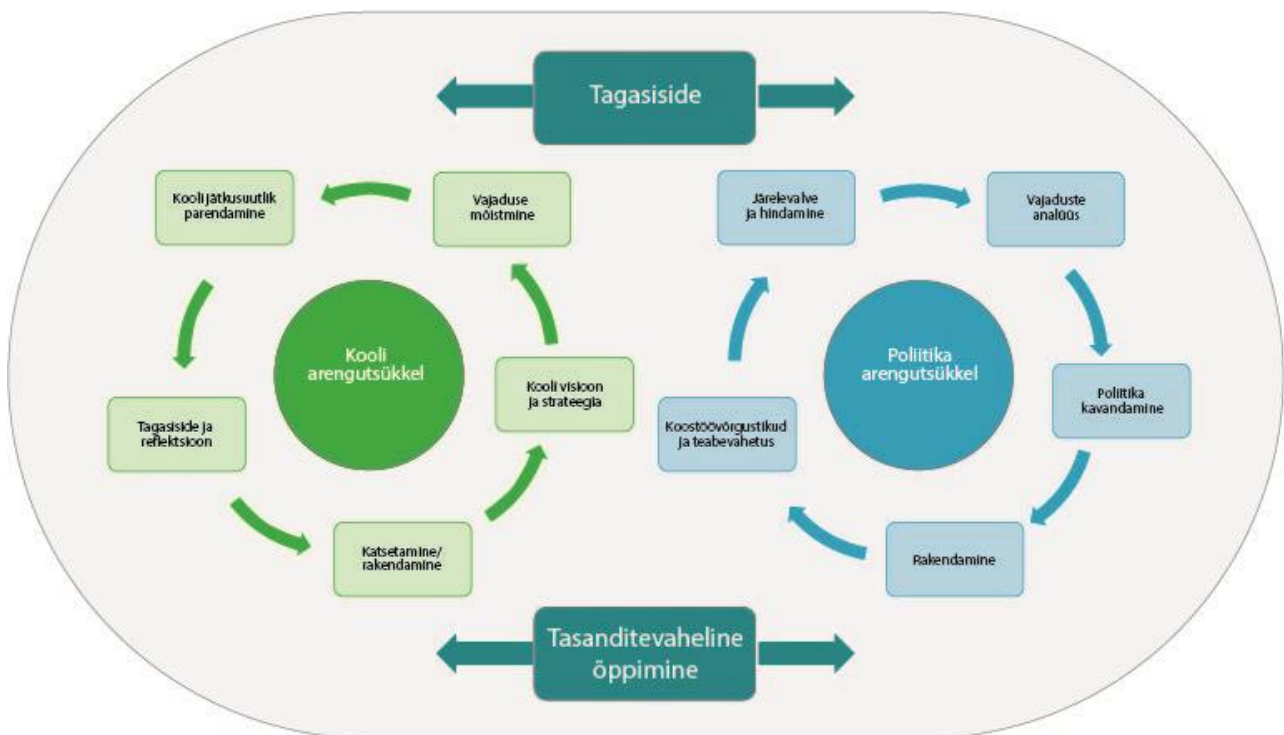 Tagasiside
Kooli jätkusuutlik
parendamine
Vajaduse
mõistmine
Kooli
arengutsükkel
Kooli visioon
ja strateegia
Tagasiside ja
reflektsioon
Katsetamine/
rakendamine
Järelevalve
ja hindamine
Vajaduste
analüüs
Poliitika
arengutsükkel
Poliitika
kavandamine
Koostöövõrgustikud
ja teabevahetus
Rakendamine
Tasanditevaheline
õppimine